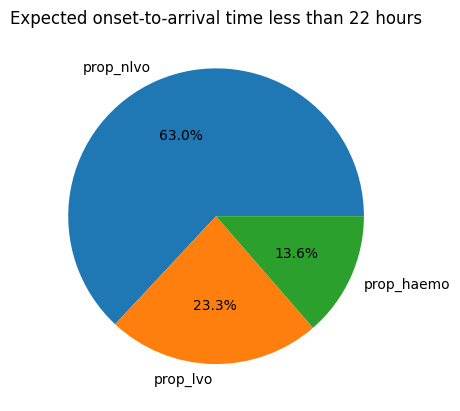 Expected onset-to-arrival time less than 22 hours
prop_nlvo
63.0%
13.6%
prop_haemo
23.3%
prop_lvo